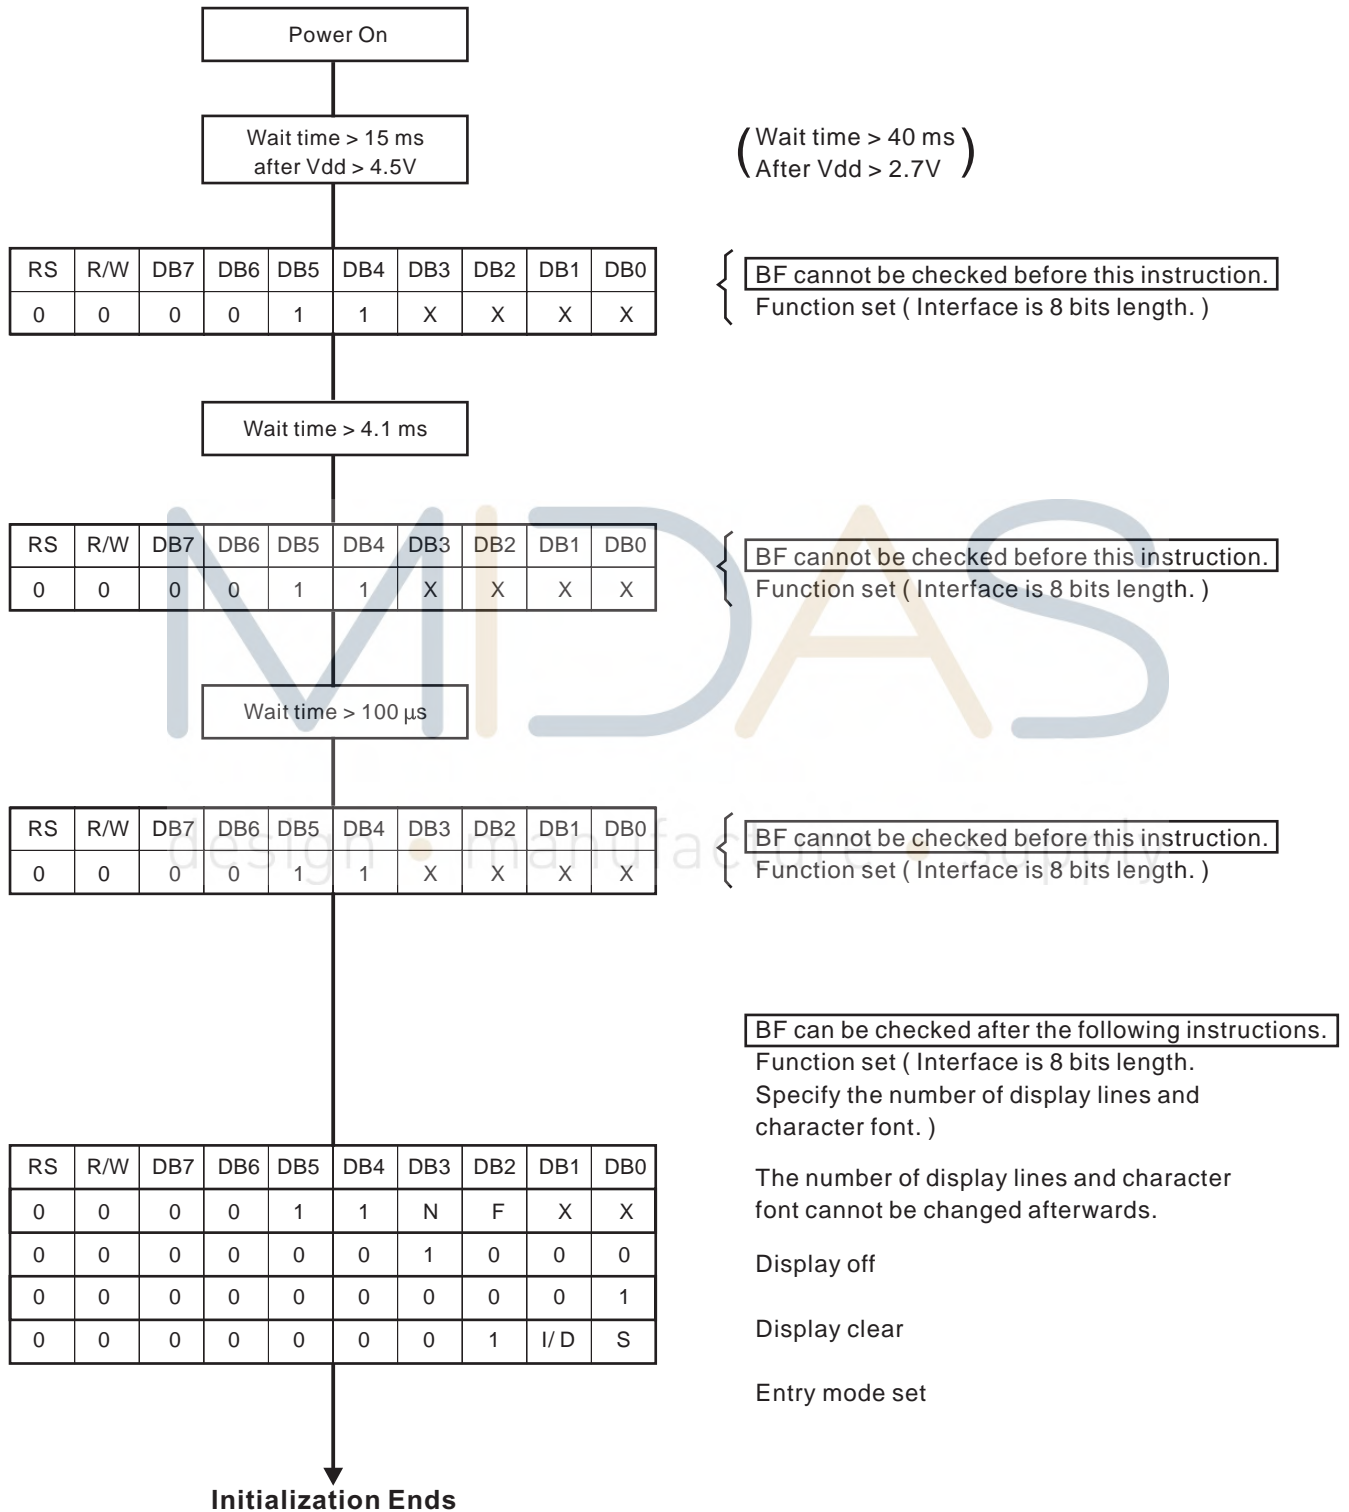 Power On
Wait time > 15 ms
after Vdd > 4.5V
(Wait time > 40 ms
After Vdd > 2.7V)
RS R/W DB7 DB6 DB5 DB4 DB3 DB2 DB1 DB0
0 0 0 0 1 1 X X X X
BF cannot be checked before this instruction.
Function set ( Interface is 8 bits length. )
Wait time > 4.1 ms
RS R/W DB7 DB6 DB5 DB4 DB3 DB2 DB1 DB0
0 0 0 0 1 1 X X X X
BF cannot be checked before this instruction.
Function set ( Interface is 8 bits length. )
MIDAS
Wait time > 100 µs
RS R/W DB7 DB6 DB5 DB4 DB3 DB2 DB1 DB0
0 0 0 0 1 1 X X X X
BF cannot be checked before this instruction.
Function set ( Interface is 8 bits length. )
design • manufacture • supply
BF can be checked after the following instructions.
Function set ( Interface is 8 bits length.
Specify the number of display lines and
character font. )
RS R/W DB7 DB6 DB5 DB4 DB3 DB2 DB1 DB0
0 0 0 0 1 1 N F X X
0 0 0 0 0 0 1 0 0 0
0 0 0 0 0 0 0 0 0 1
0 0 0 0 0 0 0 1 I/D S
The number of display lines and character
font cannot be changed afterwards.
Display off
Display clear
Entry mode set
Initialization Ends